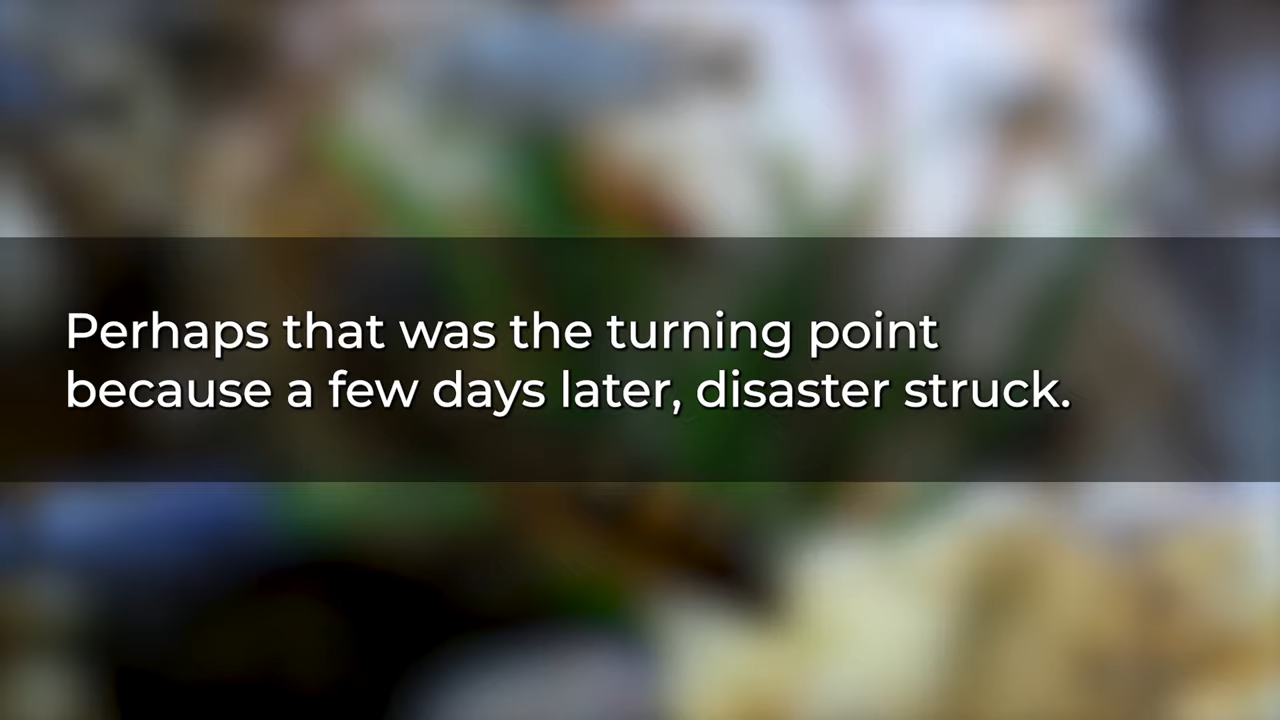 Perhaps that was the turning point
because a few days later, disaster struck.